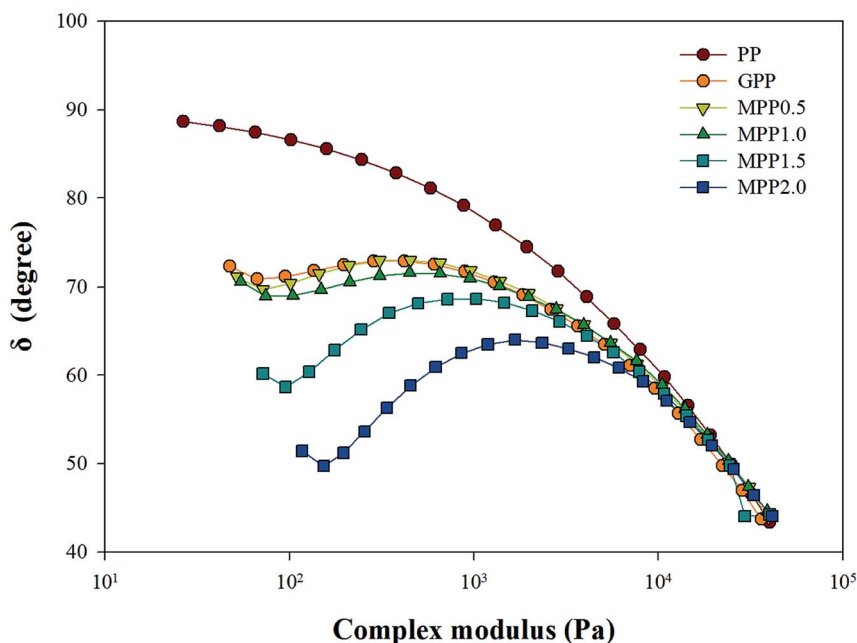 100
90
80
70
60
50
40
δ (degree)
10¹
10²
10³
10⁴
10⁵
Complex modulus (Pa)
PP
GPP
MPP0.5
MPP1.0
MPP1.5
MPP2.0